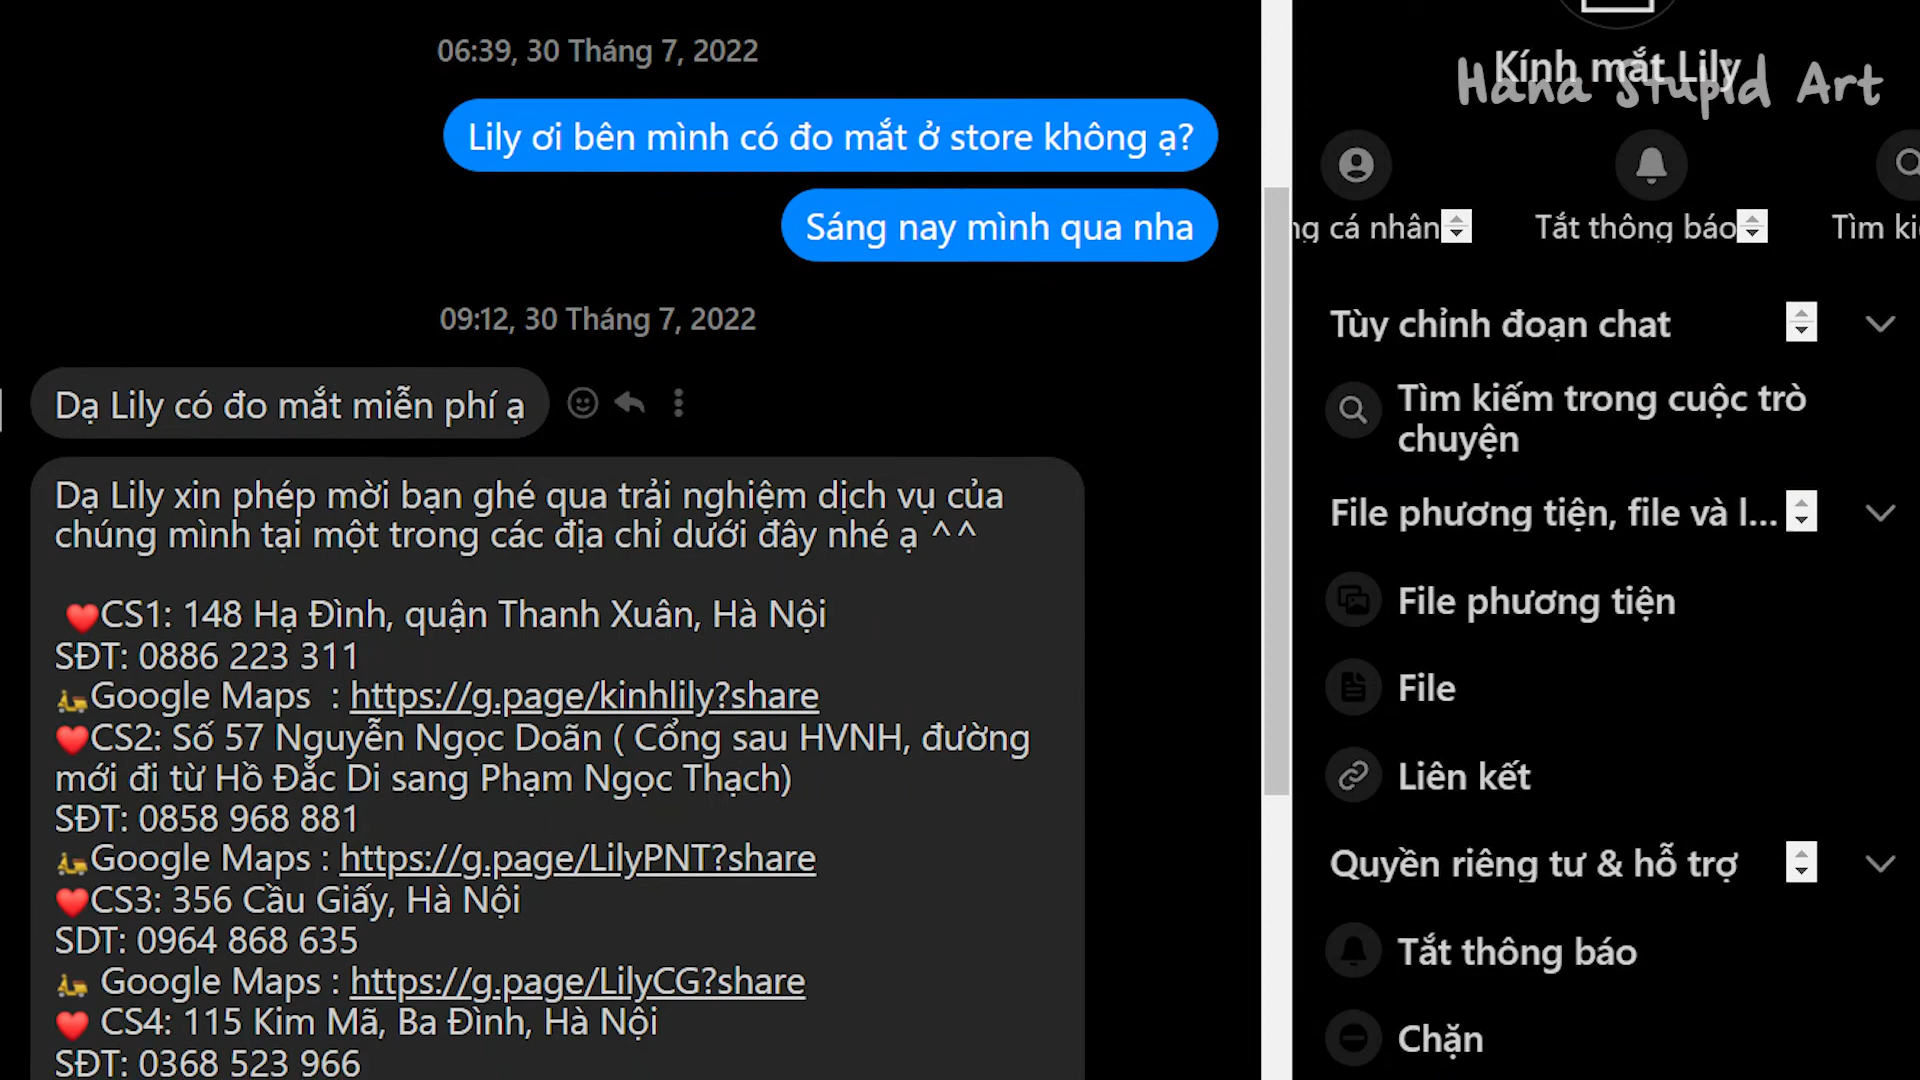 06:39, 30 Tháng 7, 2022
Lily ơi bên mình có đo mắt ở store không ạ?
Sáng nay mình qua nha
09:12, 30 Tháng 7, 2022
Dạ Lily có đo mắt miễn phí ạ
Dạ Lily xin phép mời bạn ghé qua trải nghiệm dịch vụ của
chúng mình tại một trong các địa chỉ dưới đây nhé ạ ^^
❤️CS1: 148 Hạ Đình, quận Thanh Xuân, Hà Nội
SĐT: 0886 223 311
🛵Google Maps : https://g.page/kinhlily?share
❤️CS2: Số 57 Nguyễn Ngọc Doãn ( Cổng sau HVNH, đường
mới đi từ Hồ Đắc Di sang Phạm Ngọc Thạch)
SĐT: 0858 968 881
🛵Google Maps : https://g.page/LilyPNT?share
❤️CS3: 356 Cầu Giấy, Hà Nội
SDT: 0964 868 635
🛵 Google Maps : https://g.page/LilyCG?share
❤️ CS4: 115 Kim Mã, Ba Đình, Hà Nội
SĐT: 0368 523 966
Kính mắt Lily
Hana Stupid Art
ng cá nhân
Tắt thông báo
Tìm ki
Tùy chỉnh đoạn chat
Tìm kiếm trong cuộc trò
chuyện
File phương tiện, file và l...
File phương tiện
File
Liên kết
Quyền riêng tư & hỗ trợ
Tắt thông báo
Chặn